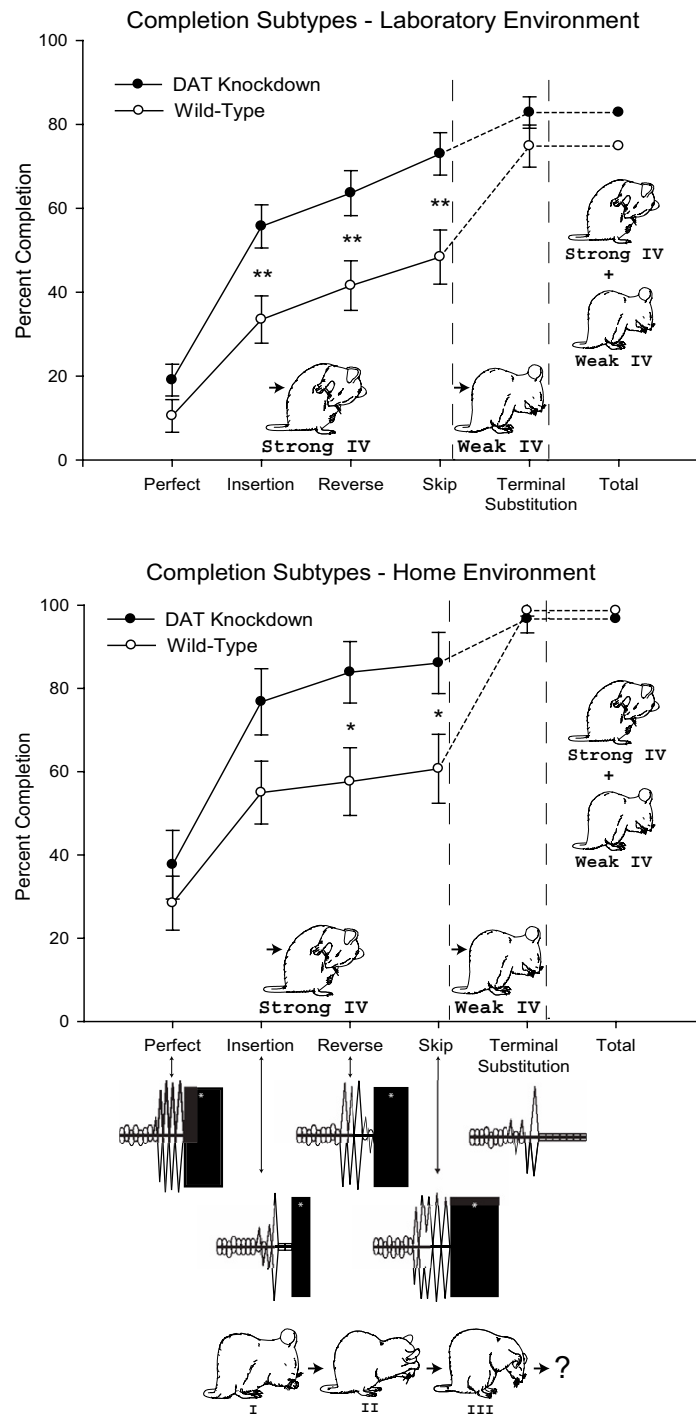 Completion Subtypes - Laboratory Environment
100
80
60
40
20
0
Percent Completion
DAT Knockdown
Wild-Type
**
**
**
Strong IV
Weak IV
Strong IV
+
Weak IV
Perfect
Insertion
Reverse
Skip
Terminal
Substitution
Total
Completion Subtypes - Home Environment
100
80
60
40
20
0
Percent Completion
DAT Knockdown
Wild-Type
*
*
Strong IV
Weak IV
Strong IV
+
Weak IV
Perfect
Insertion
Reverse
Skip
Terminal
Substitution
Total
*
*
*
*
?
I
II
III